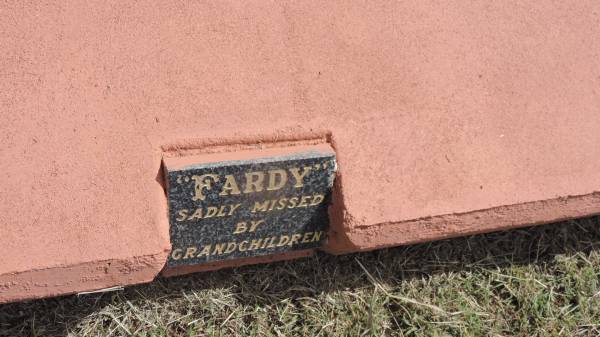 "FARDY"
SADLY MISSED
BY
GRANDCHILDREN